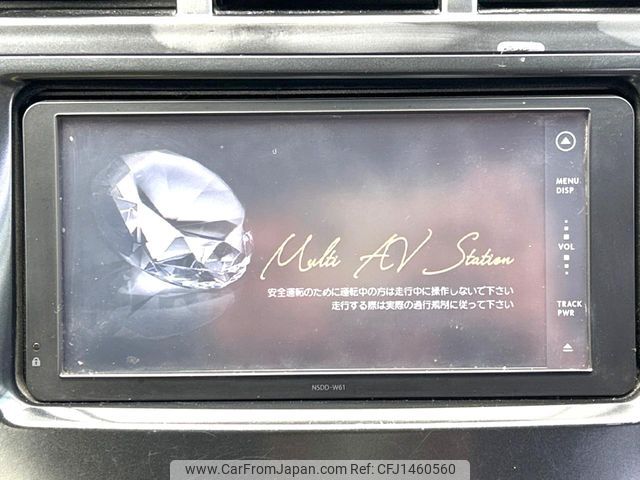 MENU
DISP
VOL
Multi AV Station
安全運転のために運転中の方は走行中に操作しないで下さい
走行する際は実際の通行規制に従って下さい
TRACK
PWR
NSDD-W61
www.CarFromJapan.com | ID: CFJ1460560